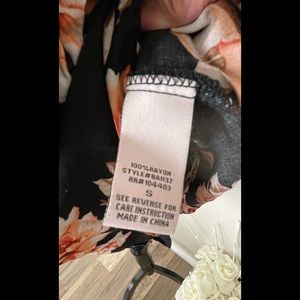 100% RAYON
STYLE#BA1137
RN#104403
S
SEE REVERSE FOR
CARE INSTRUCTION
MADE IN CHINA